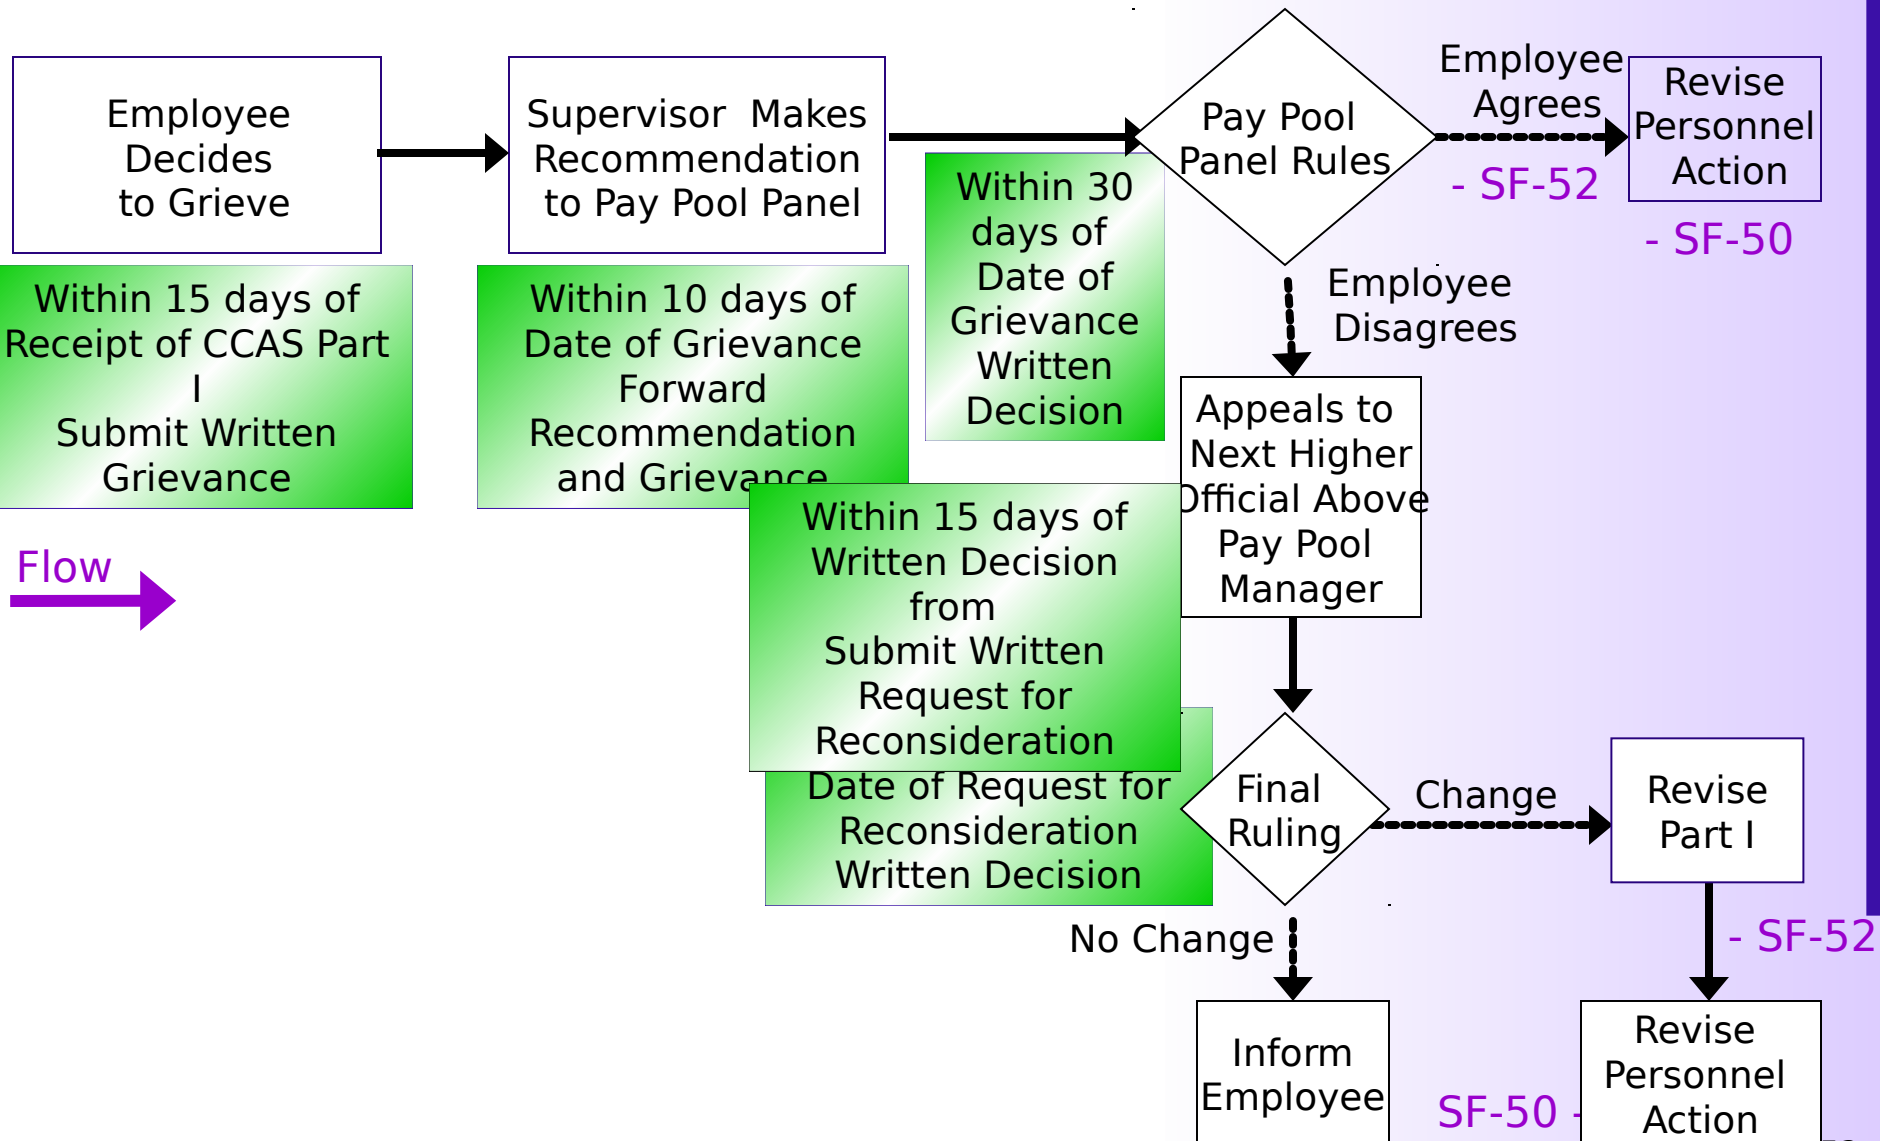 Employee
Decides
to Grieve
Supervisor  Makes
Recommendation
to Pay Pool Panel
Pay Pool
Panel Rules
Employee
Agrees
- SF-52
Revise
Personnel
Action
- SF-50
Within 15 days of
Receipt of CCAS Part
I
Submit Written
Grievance
Within 10 days of
Date of Grievance
Forward
Recommendation
and Grievance
Within 30
days of
Date of
Grievance
Written
Decision
Employee
Disagrees
Appeals to
Next Higher
Official Above
Pay Pool
Manager
Flow
Within 15 days of
Written Decision
from
Submit Written
Request for
Reconsideration
Date of Request for
Reconsideration
Written Decision
Final
Ruling
Change
Revise
Part I
No Change
- SF-52
Inform
Employee
SF-50 -
Revise
Personnel
Action